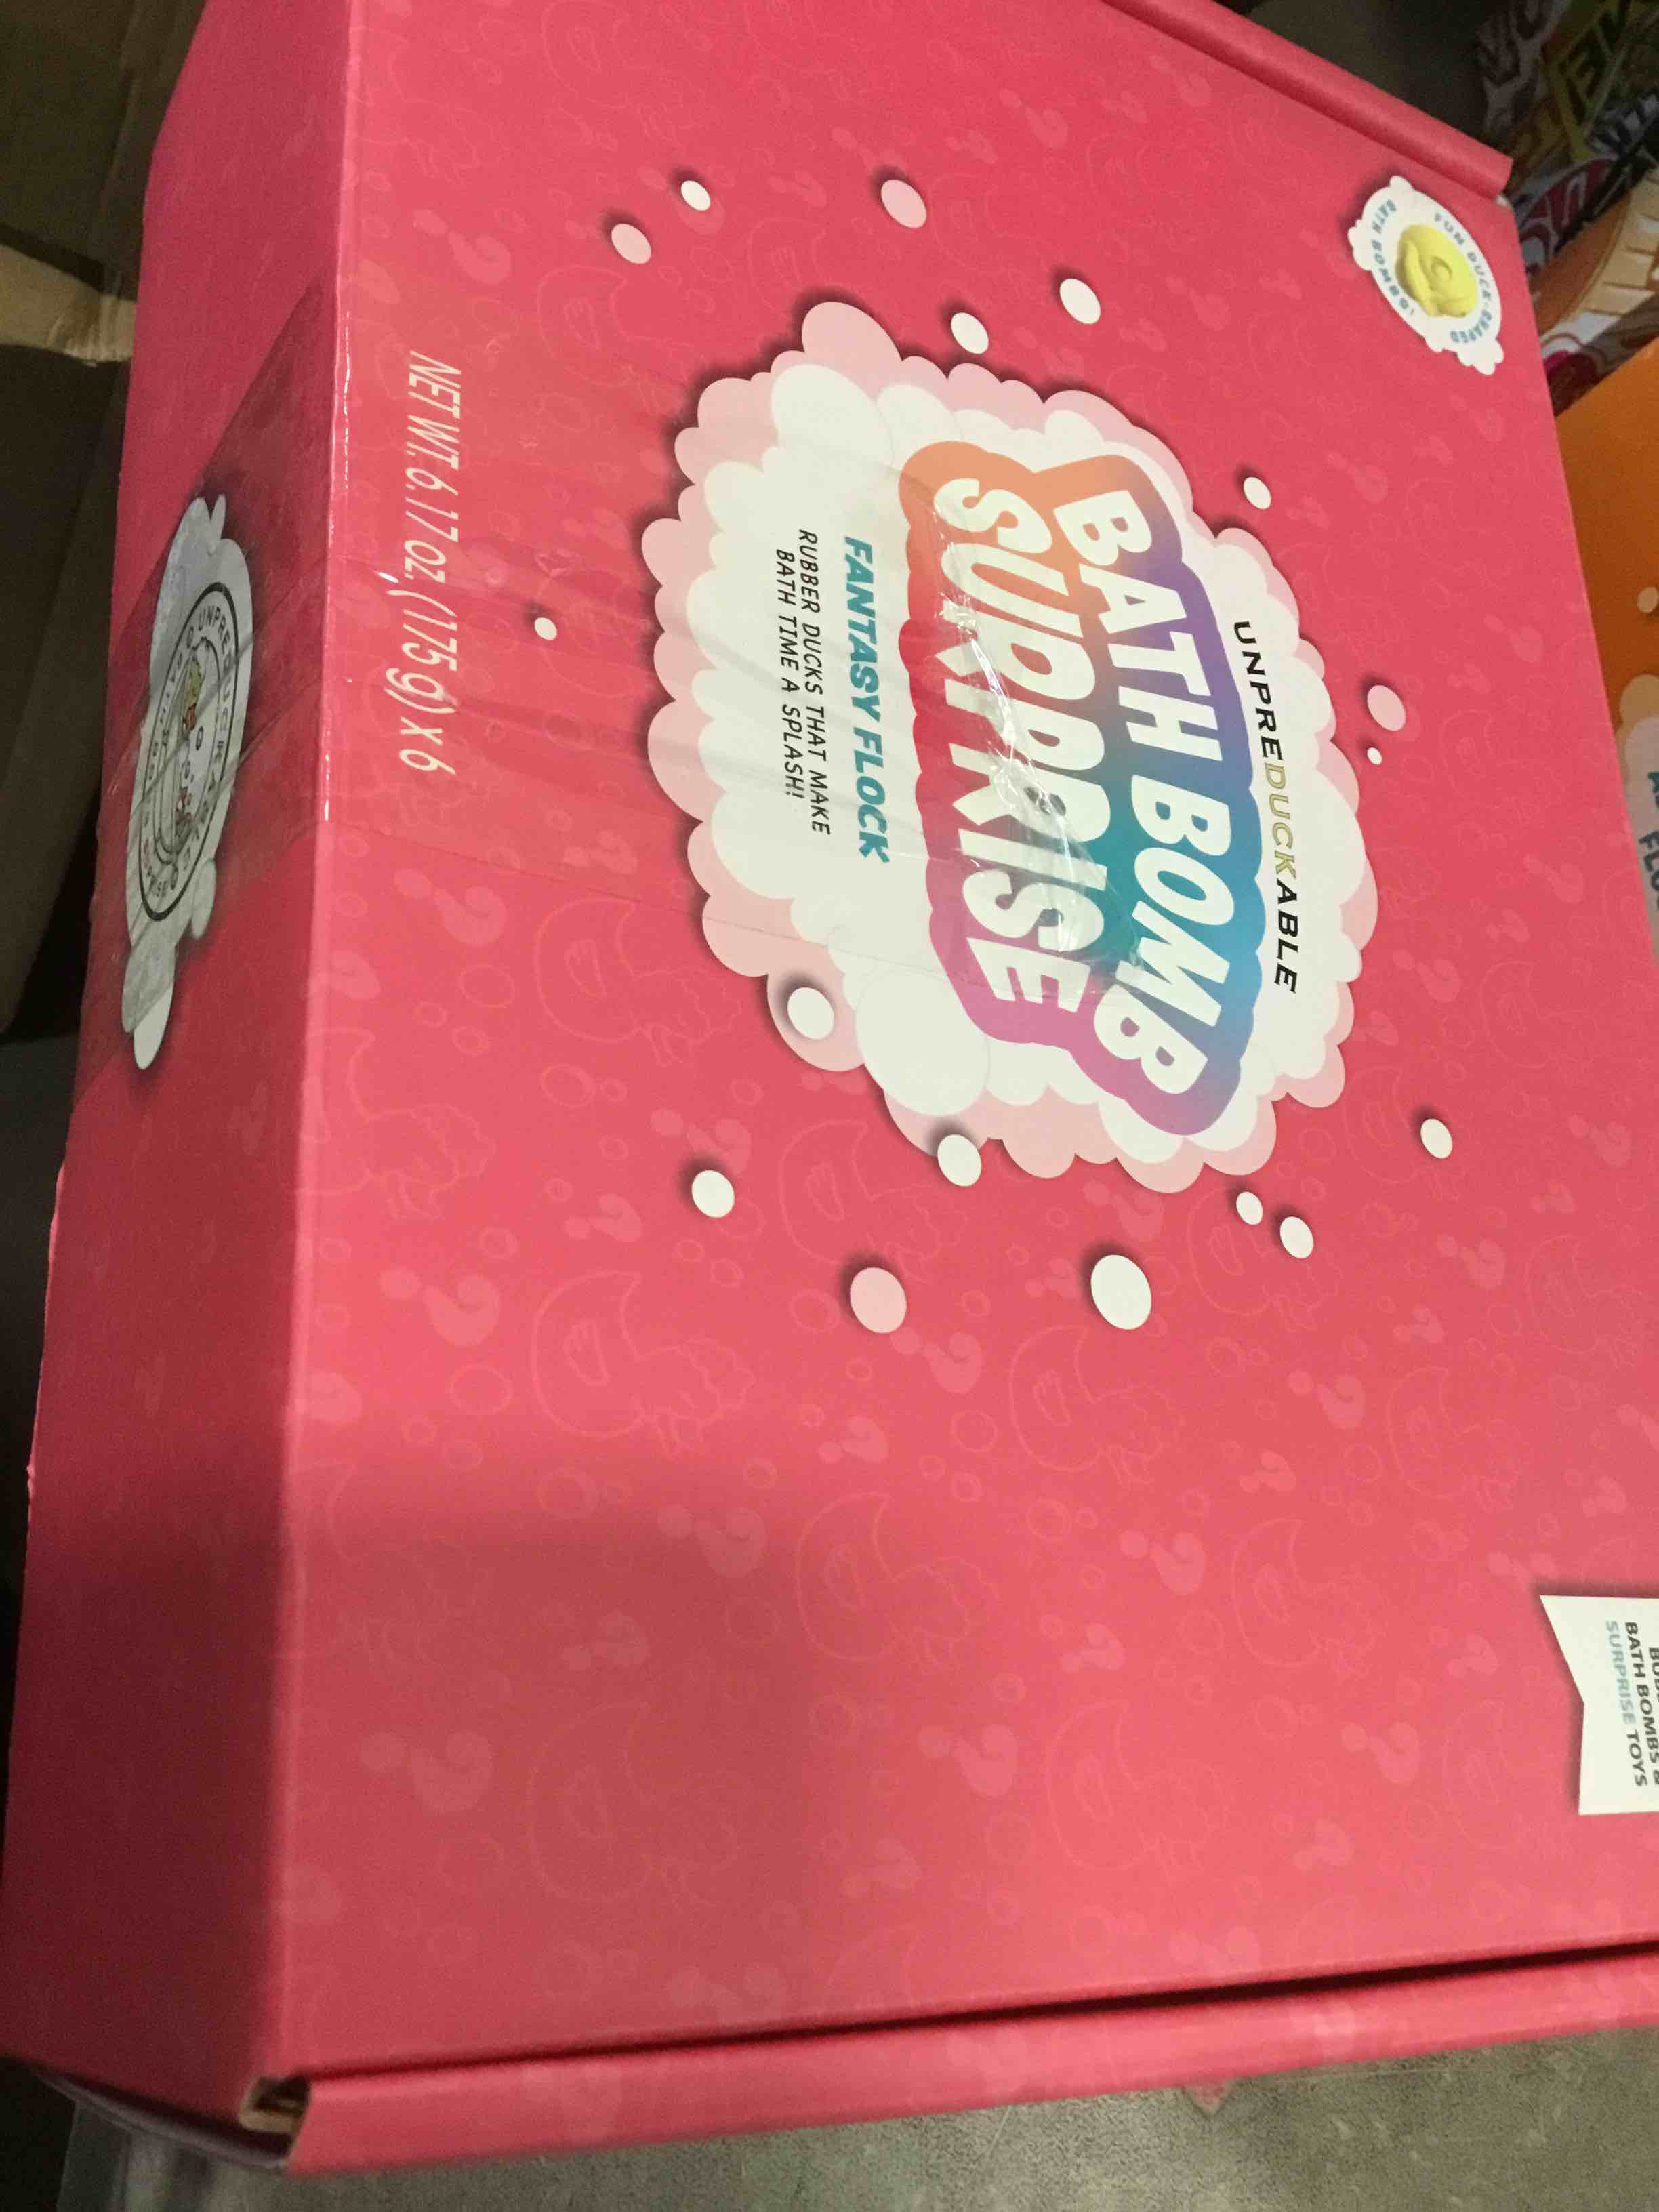 FUN DUCK-SHAPED
BATH BOMBS!
UNPREDUCKABLE
BATH BOMB
SURPRISE
FANTASY FLOCK
RUBBER DUCKS THAT MAKE
BATH TIME A SPLASH!
NET WT. 6.17 oz. (175 g) x 6
BATH BOMBS &
SURPRISE TOYS